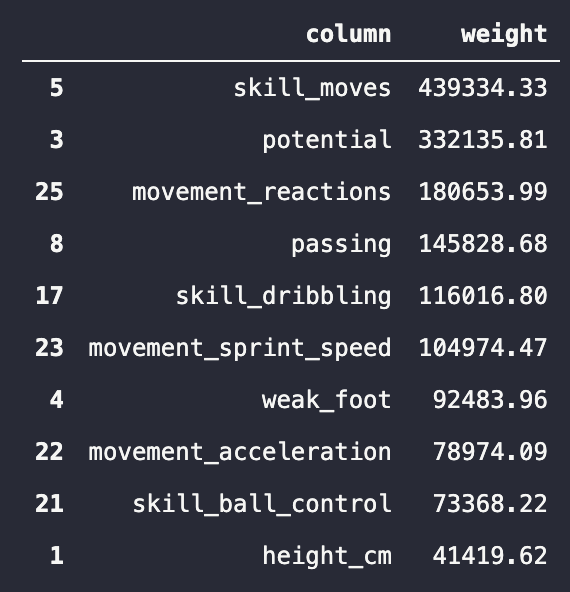 column weight
5 skill_moves 439334.33
3 potential 332135.81
25 movement_reactions 180653.99
8 passing 145828.68
17 skill_dribbling 116016.80
23 movement_sprint_speed 104974.47
4 weak_foot 92483.96
22 movement_acceleration 78974.09
21 skill_ball_control 73368.22
1 height_cm 41419.62